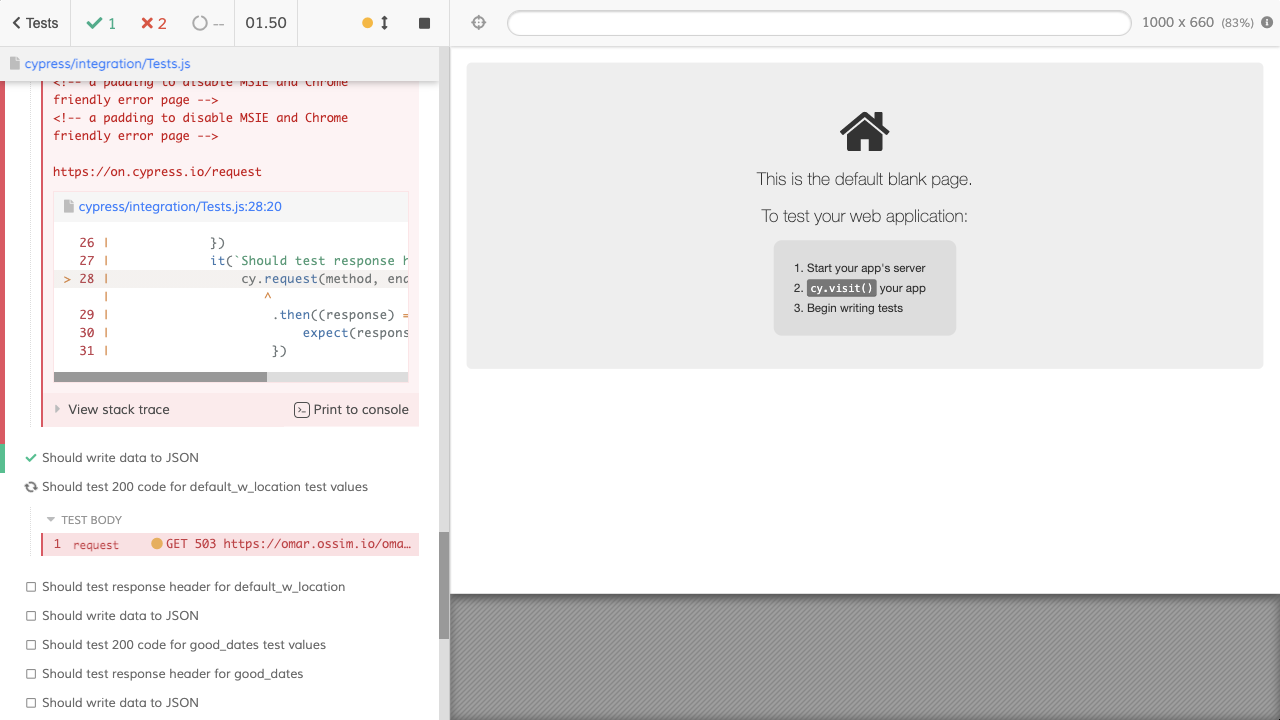 Tests
1
2
--
01.50
1000 x 660 (83%)
cypress/integration/Tests.js
<!-- a padding to disable MSIE and Chrome
friendly error page -->
<!-- a padding to disable MSIE and Chrome
friendly error page -->
https://on.cypress.io/request
cypress/integration/Tests.js:28:20
26 | })
27 | it(`Should test response h
> 28 | cy.request(method, end
| ^
29 | .then((response) =
30 | expect(respons
31 | })
View stack trace
Print to console
Should write data to JSON
Should test 200 code for default_w_location test values
TEST BODY
1 request GET 503 https://omar.ossim.io/oma…
Should test response header for default_w_location
Should write data to JSON
Should test 200 code for good_dates test values
Should test response header for good_dates
Should write data to JSON
This is the default blank page.
To test your web application:
1. Start your app's server
2. cy.visit() your app
3. Begin writing tests